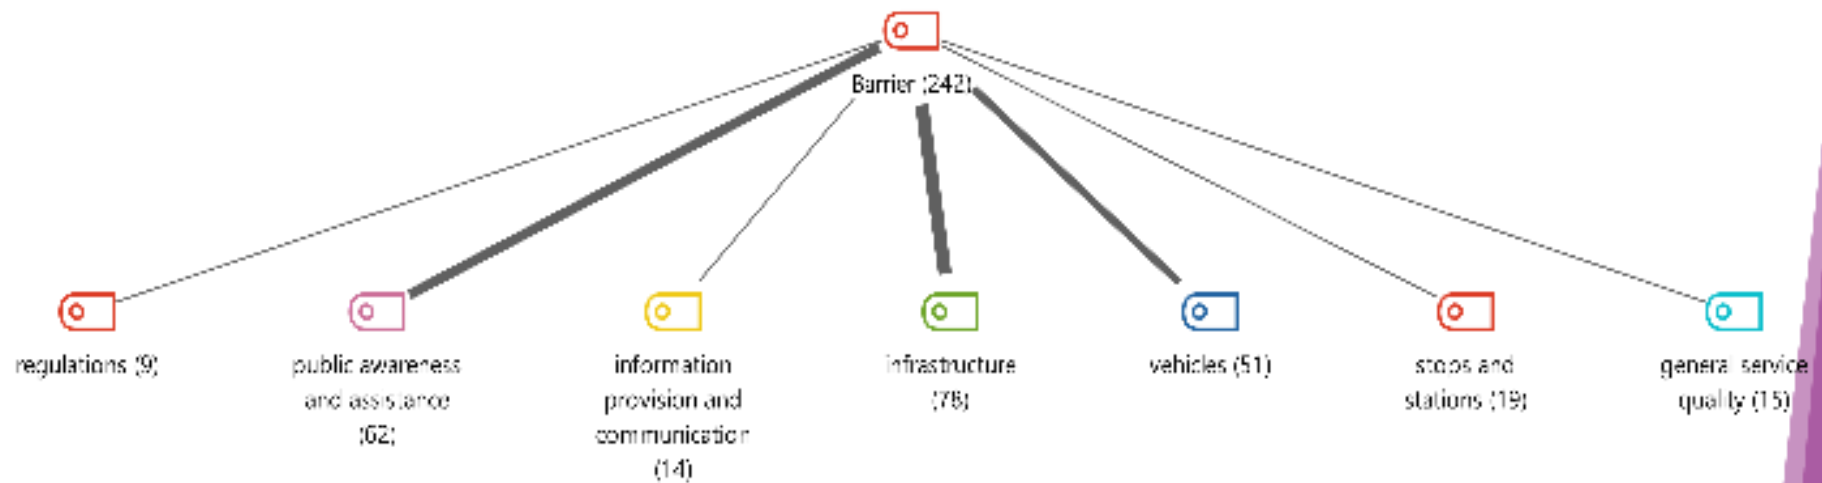 Barrier (242)
regulations (9)
public awareness
and assistance
(62)
information
provision and
communication
(14)
infrastructure
(78)
vehicles (51)
stops and
stations (19)
general service
quality (15)